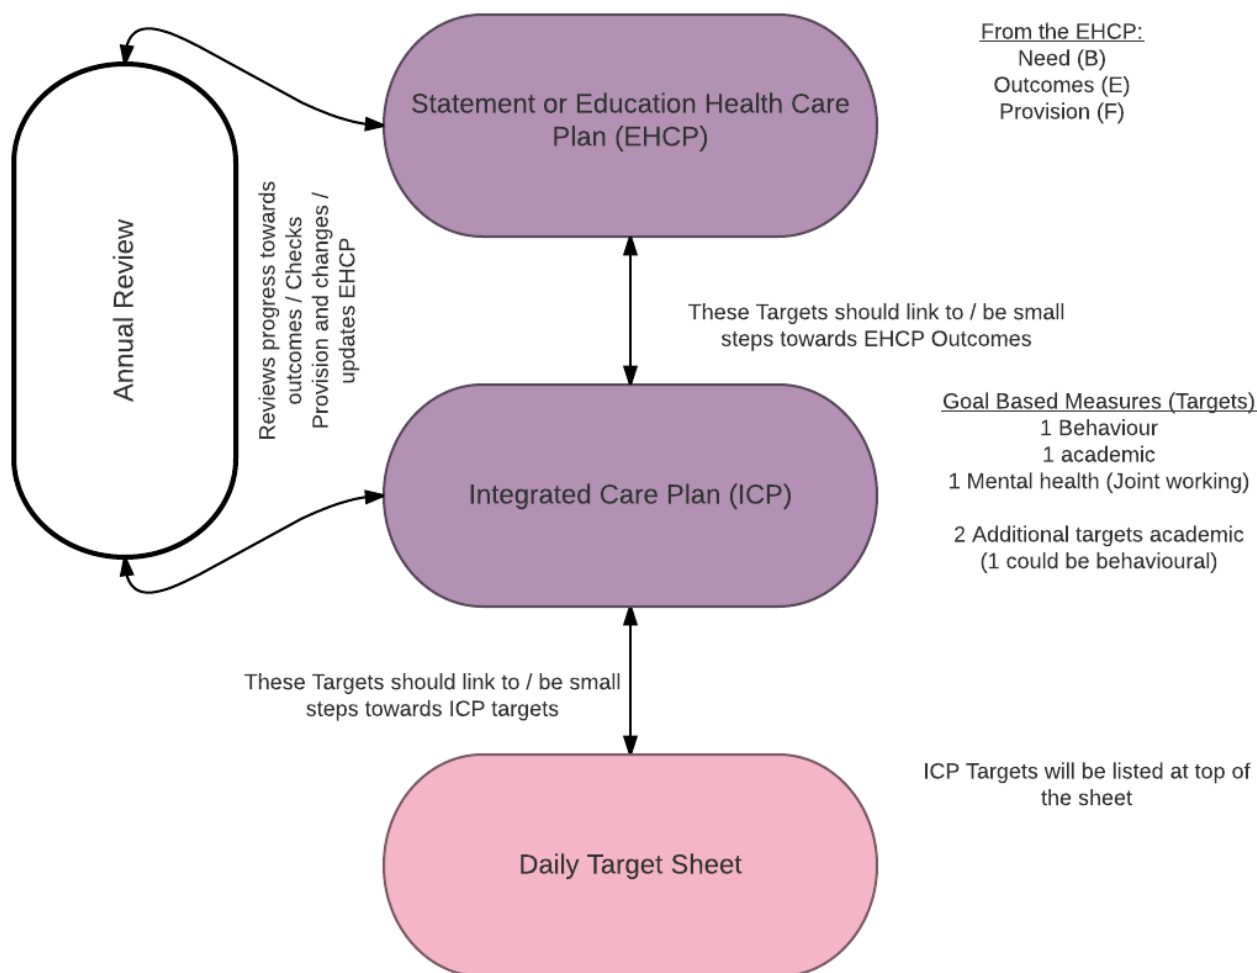 From the EHCP:
Need (B)
Outcomes (E)
Provision (F)
Statement or Education Health Care
Plan (EHCP)
Annual Review
Reviews progress towards
outcomes / Checks
Provision and changes /
updates EHCP
These Targets should link to / be small
steps towards EHCP Outcomes
Goal Based Measures (Targets)
1 Behaviour
1 academic
1 Mental health (Joint working)
2 Additional targets academic
(1 could be behavioural)
Integrated Care Plan (ICP)
These Targets should link to / be small
steps towards ICP targets
ICP Targets will be listed at top of
the sheet
Daily Target Sheet